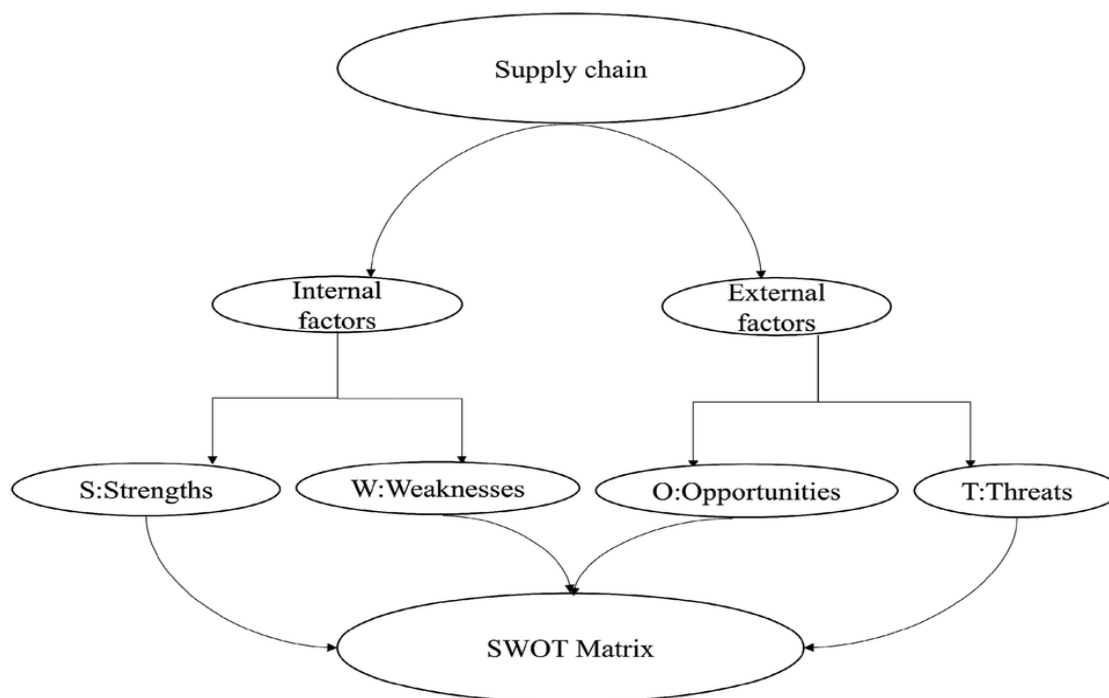 Supply chain
Internal
factors
External
factors
S:Strengths
W:Weaknesses
O:Opportunities
T:Threats
SWOT Matrix